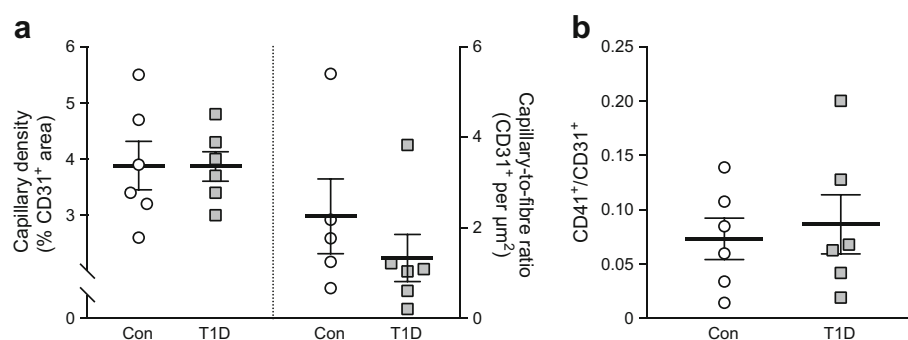 a
6
5
4
3
0
Capillary density
(% CD31⁺ area)
Con
T1D
Con
T1D
6
4
2
0
Capillary-to-fibre ratio
(CD31⁺ per μm²)
b
0.25
0.20
0.15
0.10
0.05
0
CD41⁺/CD31⁺
Con
T1D